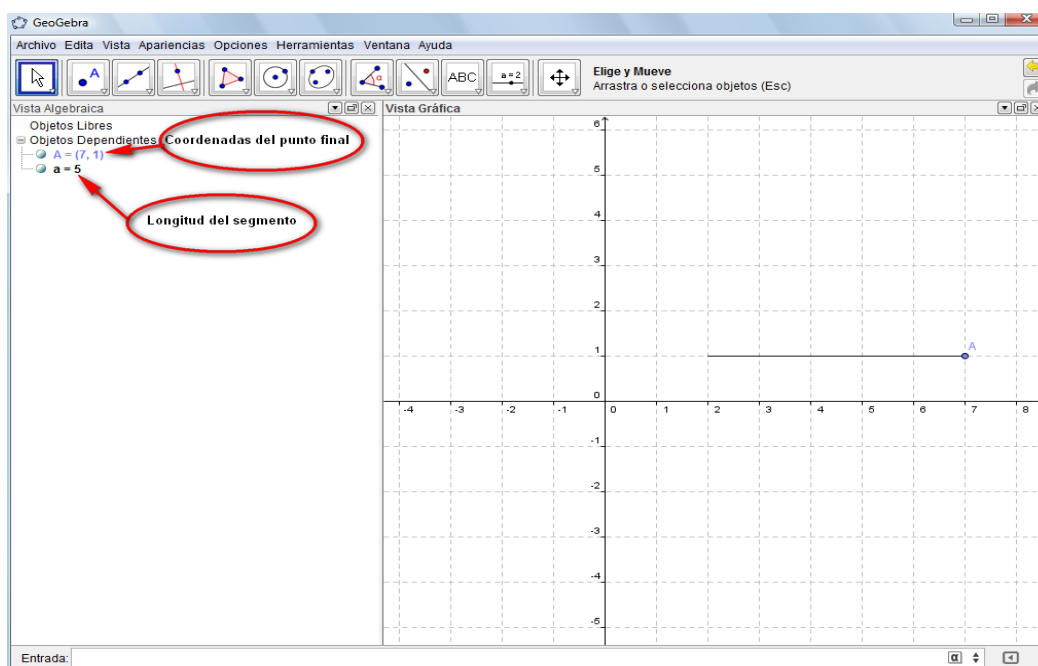 GeoGebra
Archivo Edita Vista Apariencias Opciones Herramientas Ventana Ayuda
A
α
ABC
a=2
Elige y Mueve
Arrastra o selecciona objetos (Esc)
Vista Algebraica
Vista Gráfica
Objetos Libres
Objetos Dependientes
Coordenadas del punto final
A = (7, 1)
a = 5
Longitud del segmento
6
5
4
3
2
1
0
-1
-2
-3
-4
-5
-4 -3 -2 -1 0 1 2 3 4 5 6 7 8
A
Entrada:
α